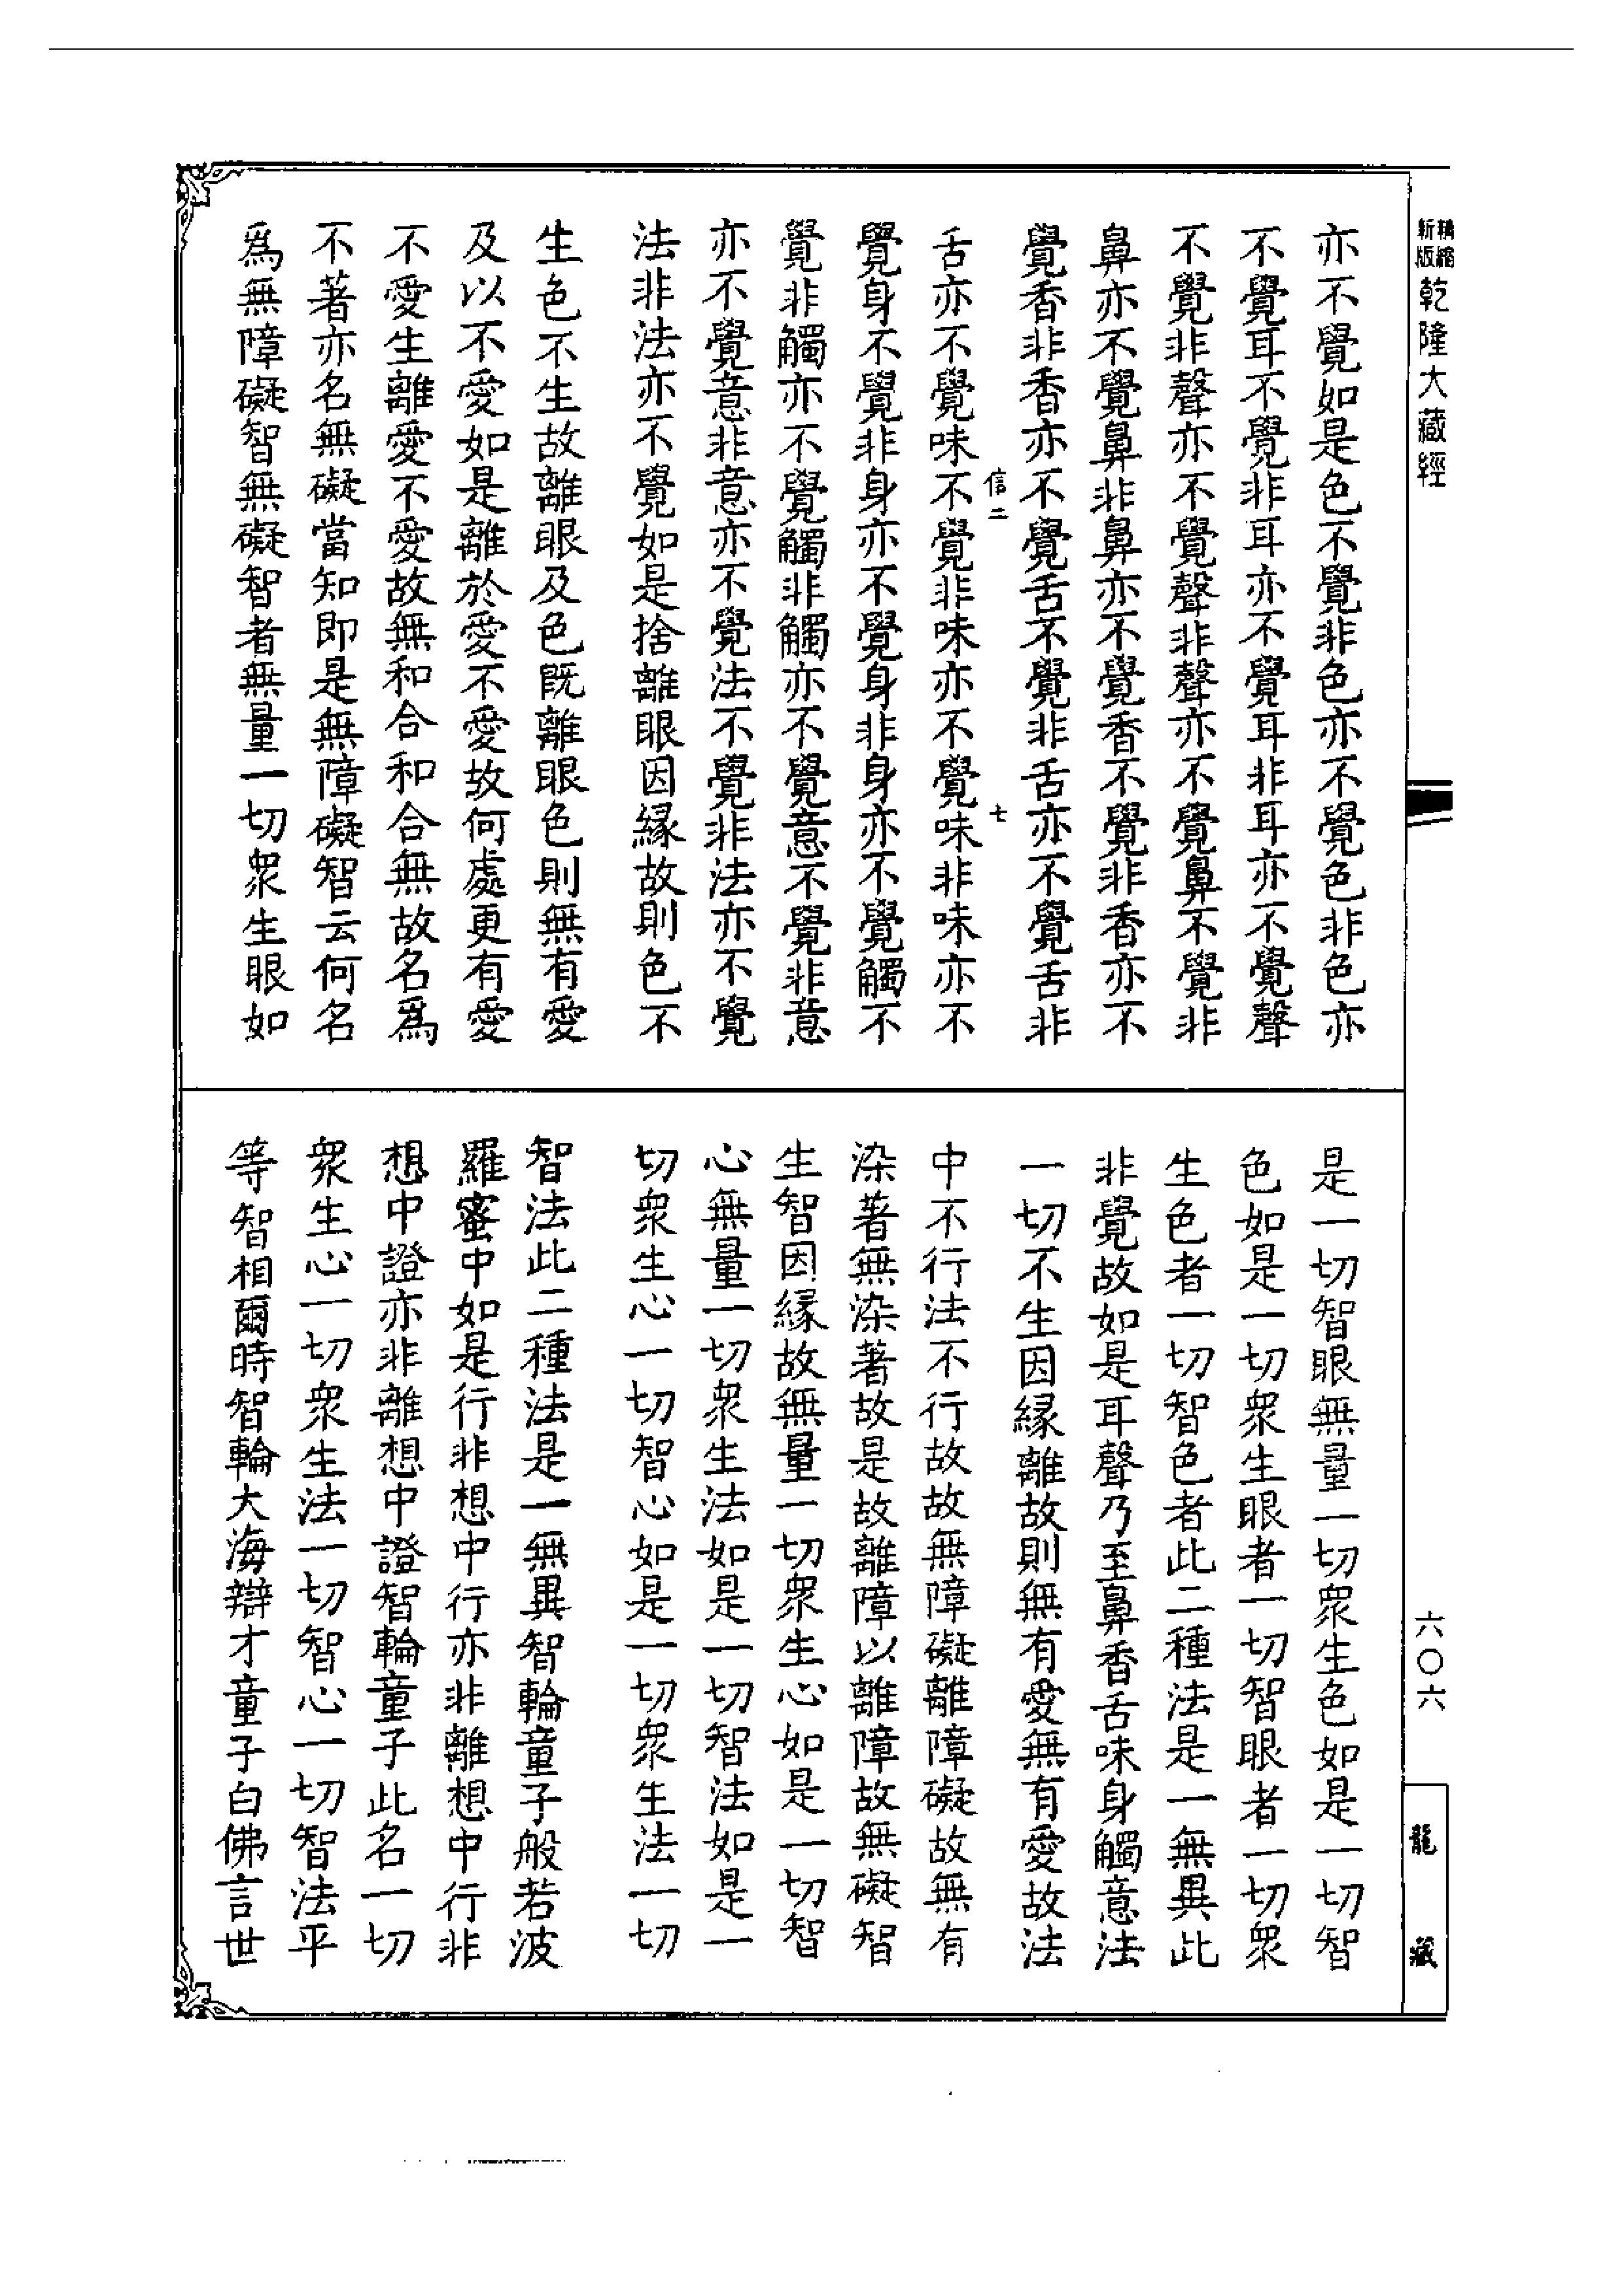 精縮
新版
乾隆大藏經
六〇六
龍藏
亦不覺如是色不覺非色亦不覺色非色亦
不覺耳不覺非耳亦不覺耳非耳亦不覺聲
不覺非聲亦不覺聲非聲亦不覺鼻不覺非
鼻亦不覺鼻非鼻亦不覺香不覺非香亦不
覺香非香亦不覺舌不覺非舌亦不覺舌非
信二
七
舌亦不覺味不覺非味亦不覺味非味亦不
覺身不覺非身亦不覺身非身亦不覺觸不
覺非觸亦不覺觸非觸亦不覺意不覺非意
亦不覺意非意亦不覺法不覺非法亦不覺
法非法亦不覺如是捨離眼因緣故則色不
生色不生故離眼及色既離眼色則無有愛
及以不愛如是離於愛不愛故何處更有愛
不愛生離愛不愛故無和合和合無故名為
不著亦名無礙當知即是無障礙智云何名
為無障礙智無礙智者無量一切衆生眼如
是一切智眼無量一切衆生色如是一切智
色如是一切衆生眼者一切智眼者一切衆
生色者一切智色者此二種法是一無異此
非覺故如是耳聲乃至鼻香舌味身觸意法
一切不生因緣離故則無有愛無有愛故法
中不行法不行故故無障礙離障礙故無有
染著無染著故是故離障以離障故無礙智
生智因緣故無量一切衆生心如是一切智
心無量一切衆生法如是一切智法如是一
切衆生心一切智心如是一切衆生法一切
智法此二種法是一無異智輪童子般若波
羅蜜中如是行非想中行亦非離想中行非
想中證亦非離想中證智輪童子此名一切
衆生心一切衆生法一切智心一切智法平
等智相爾時智輪大海辯才童子白佛言世